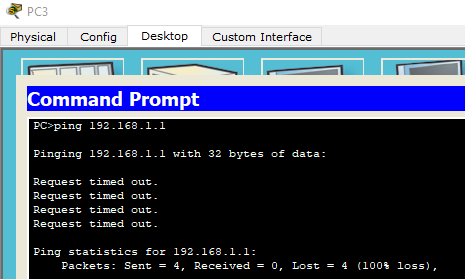 PC3
Physical Config Desktop Custom Interface
Command Prompt
PC>ping 192.168.1.1
Pinging 192.168.1.1 with 32 bytes of data:
Request timed out.
Request timed out.
Request timed out.
Request timed out.
Ping statistics for 192.168.1.1:
Packets: Sent = 4, Received = 0, Lost = 4 (100% loss),